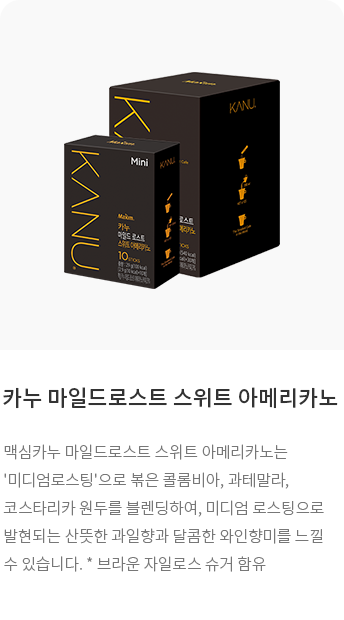 KANU
KANU
Mini
KANU
Maxim.
카누
마일드 로스트
스위트 아메리카노
10 STICKS
카누 마일드로스트 스위트 아메리카노
맥심카누 마일드로스트 스위트 아메리카노는
'미디엄로스팅'으로 볶은 콜롬비아, 과테말라,
코스타리카 원두를 블렌딩하여, 미디엄 로스팅으로
발현되는 산뜻한 과일향과 달콤한 와인향미를 느낄
수 있습니다. * 브라운 자일로스 슈거 함유